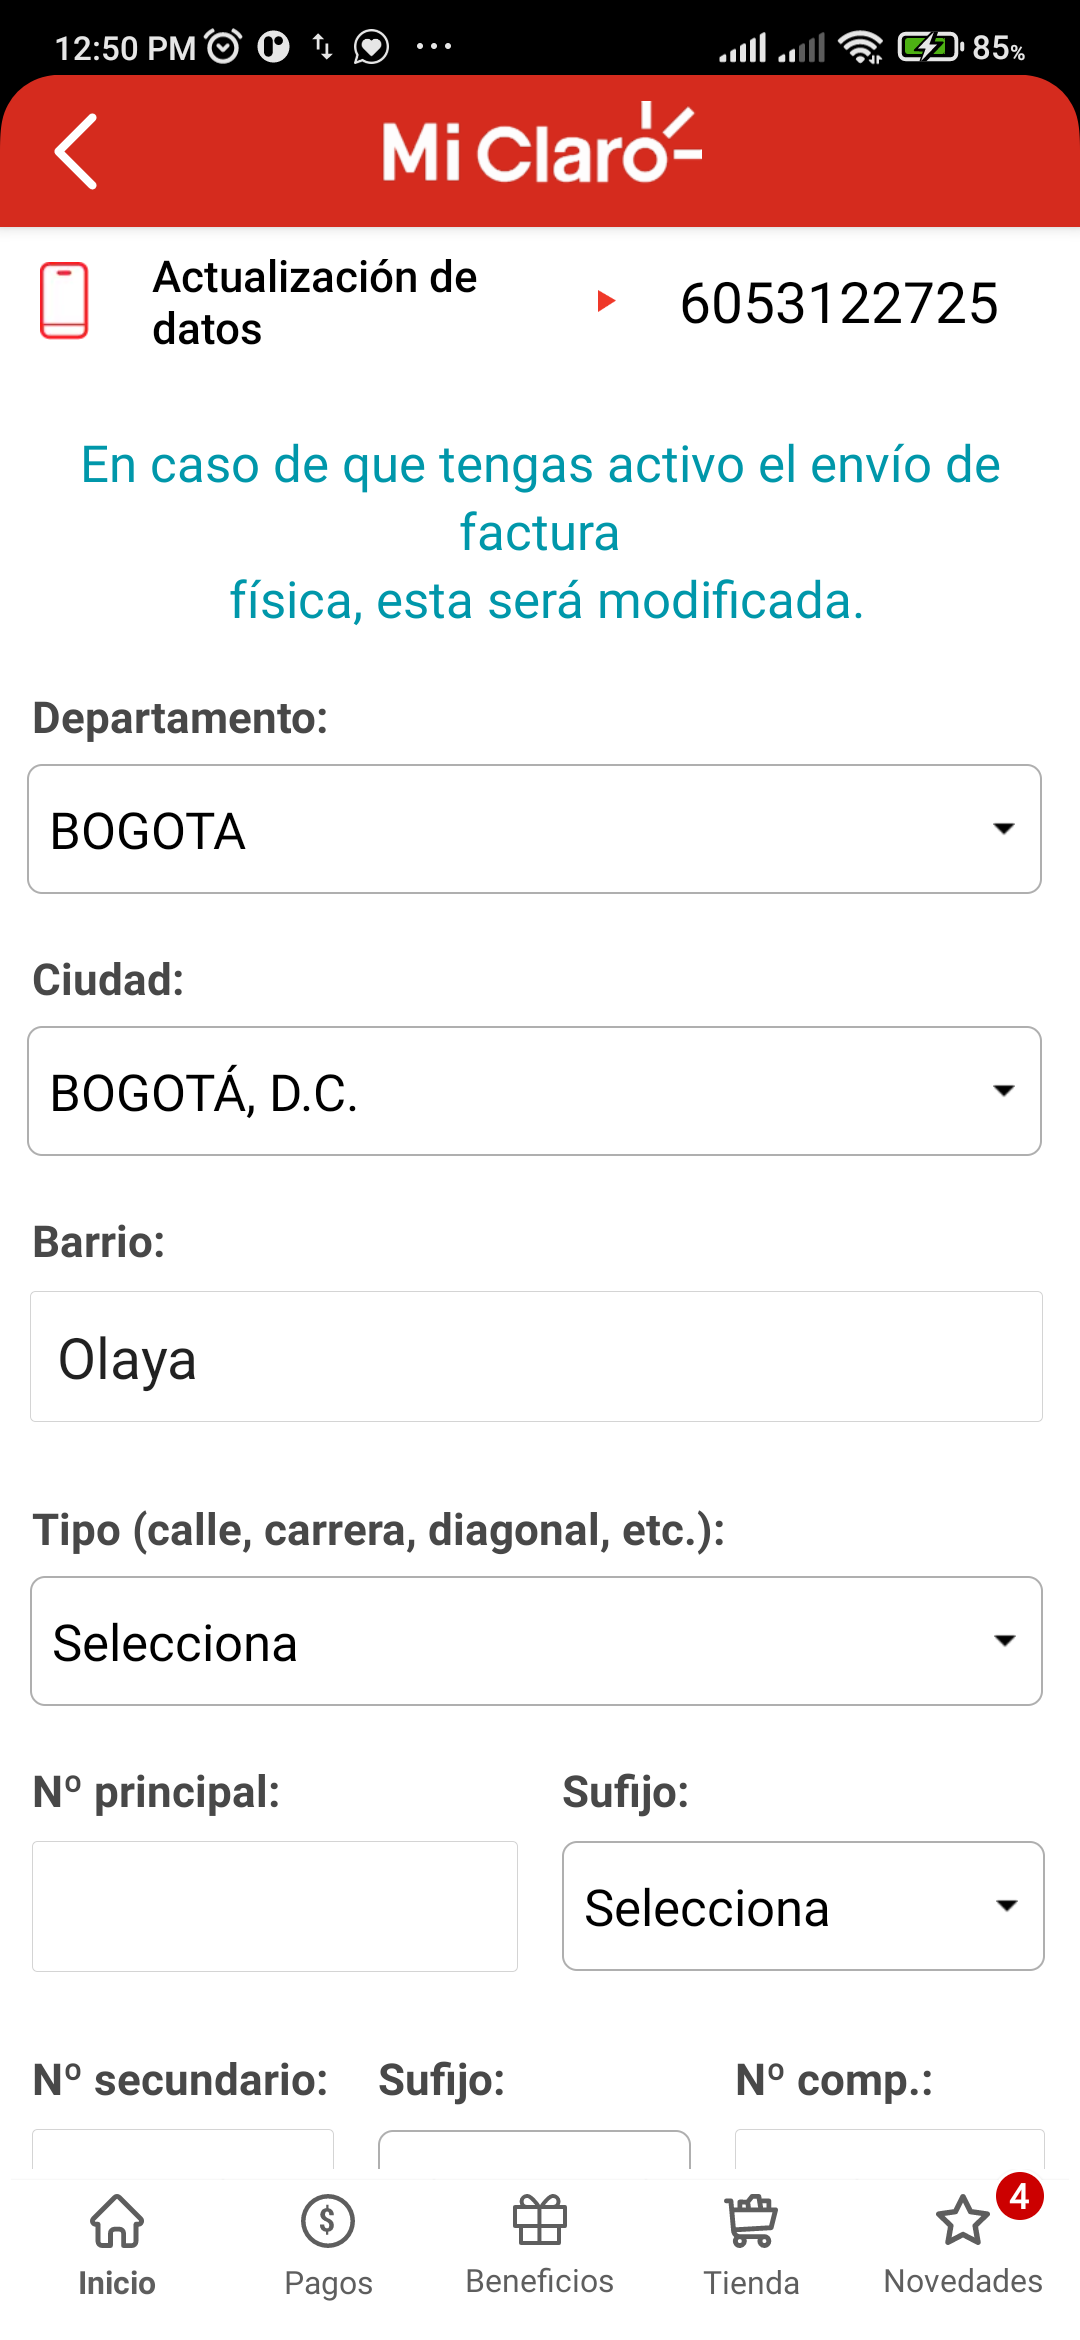 12:50 PM ... 85%
Mi Claro
Actualización de
datos
6053122725
En caso de que tengas activo el envío de
factura
física, esta será modificada.
Departamento:
BOGOTA
Ciudad:
BOGOTÁ, D.C.
Barrio:
Olaya
Tipo (calle, carrera, diagonal, etc.):
Selecciona
Nº principal: Sufijo:
Selecciona
Nº secundario: Sufijo: Nº comp.:
4
Inicio Pagos Beneficios Tienda Novedades